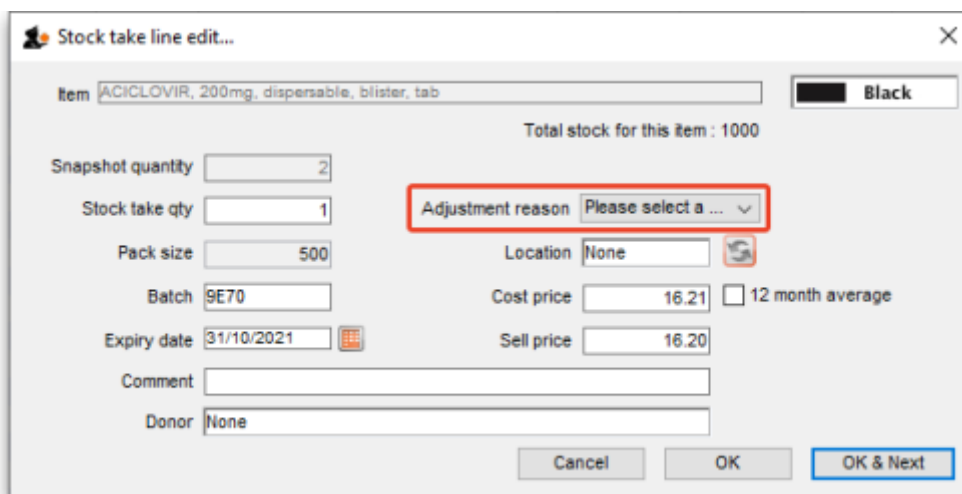 Stock take line edit...
Item ACICLOVIR, 200mg, dispersable, blister, tab
Black
Total stock for this item : 1000
Snapshot quantity 2
Stock take qty 1
Adjustment reason Please select a ...
Pack size 500
Location None
Batch 9E70
Cost price 16.21 12 month average
Expiry date 31/10/2021
Sell price 16.20
Comment
Donor None
Cancel OK OK & Next